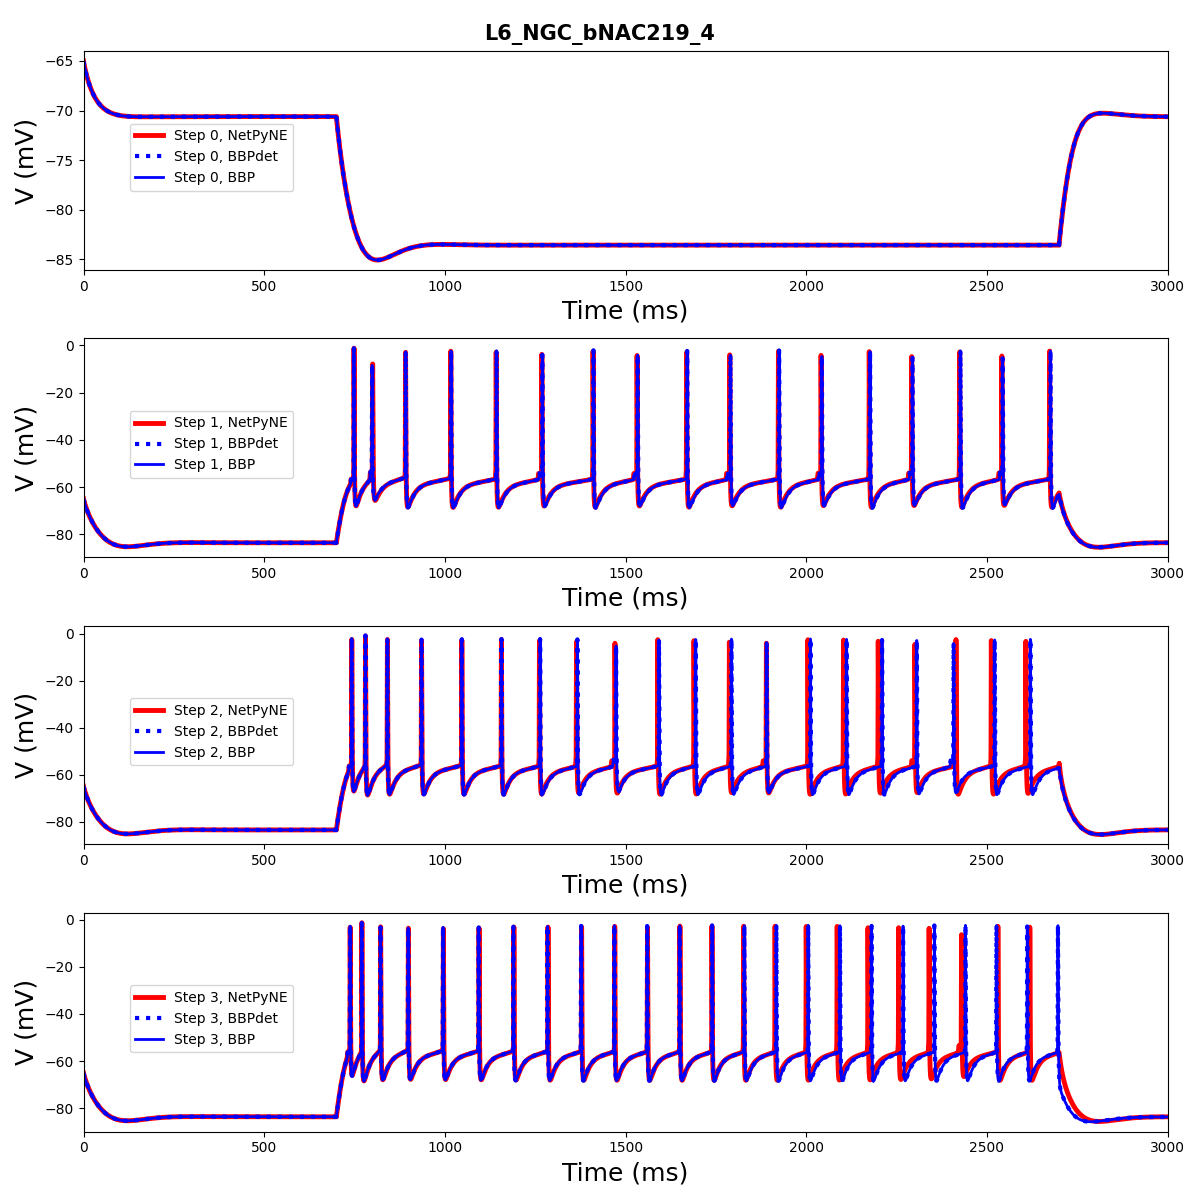 L6_NGC_bNAC219_4
−65
−70
−75
−80
−85
V (mV)
Step 0, NetPyNE
Step 0, BBPdet
Step 0, BBP
0 500 1000 1500 2000 2500 3000
Time (ms)
0
−20
−40
−60
−80
V (mV)
Step 1, NetPyNE
Step 1, BBPdet
Step 1, BBP
0 500 1000 1500 2000 2500 3000
Time (ms)
0
−20
−40
−60
−80
V (mV)
Step 2, NetPyNE
Step 2, BBPdet
Step 2, BBP
0 500 1000 1500 2000 2500 3000
Time (ms)
0
−20
−40
−60
−80
V (mV)
Step 3, NetPyNE
Step 3, BBPdet
Step 3, BBP
0 500 1000 1500 2000 2500 3000
Time (ms)